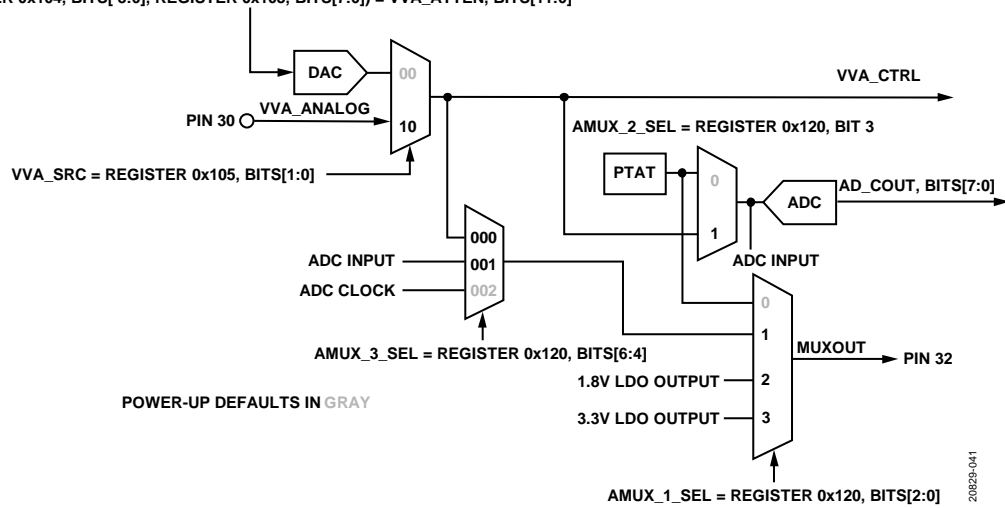 DAC
00
VVA_CTRL
VVA_ANALOG
PIN 30
10
AMUX_2_SEL = REGISTER 0x120, BIT 3
VVA_SRC = REGISTER 0x105, BITS[1:0]
PTAT
0
AD_COUT, BITS[7:0]
ADC
1
000
ADC INPUT
001
ADC INPUT
ADC CLOCK
002
0
1
AMUX_3_SEL = REGISTER 0x120, BITS[6:4]
MUXOUT
PIN 32
1.8V LDO OUTPUT
2
POWER-UP DEFAULTS IN GRAY
3.3V LDO OUTPUT
3
AMUX_1_SEL = REGISTER 0x120, BITS[2:0]
20829-041